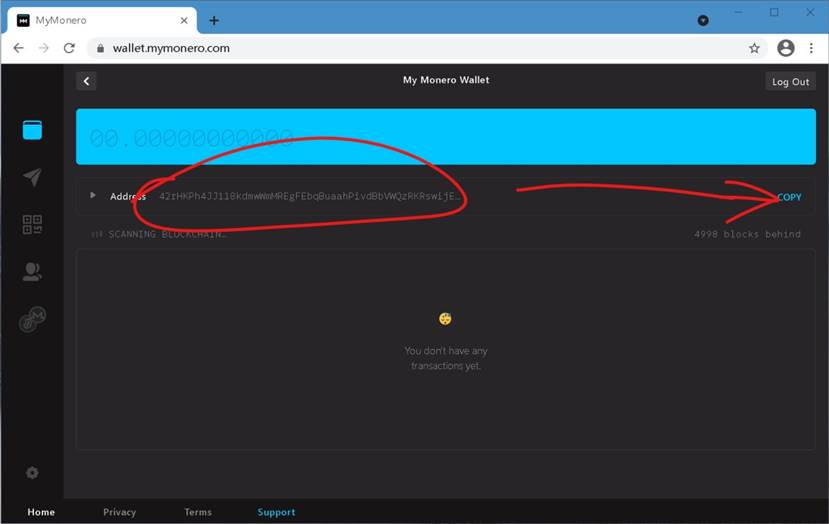 MyMonero
wallet.mymonero.com
My Monero Wallet
Log Out
00.000000000000
Address 42rHKPh4JJ1l0kdmwWmMREgFEbqBuaahPivdBbVWQzRKRswijE… COPY
SCANNING BLOCKCHAIN… 4998 blocks behind
You don't have any
transactions yet.
Home Privacy Terms Support